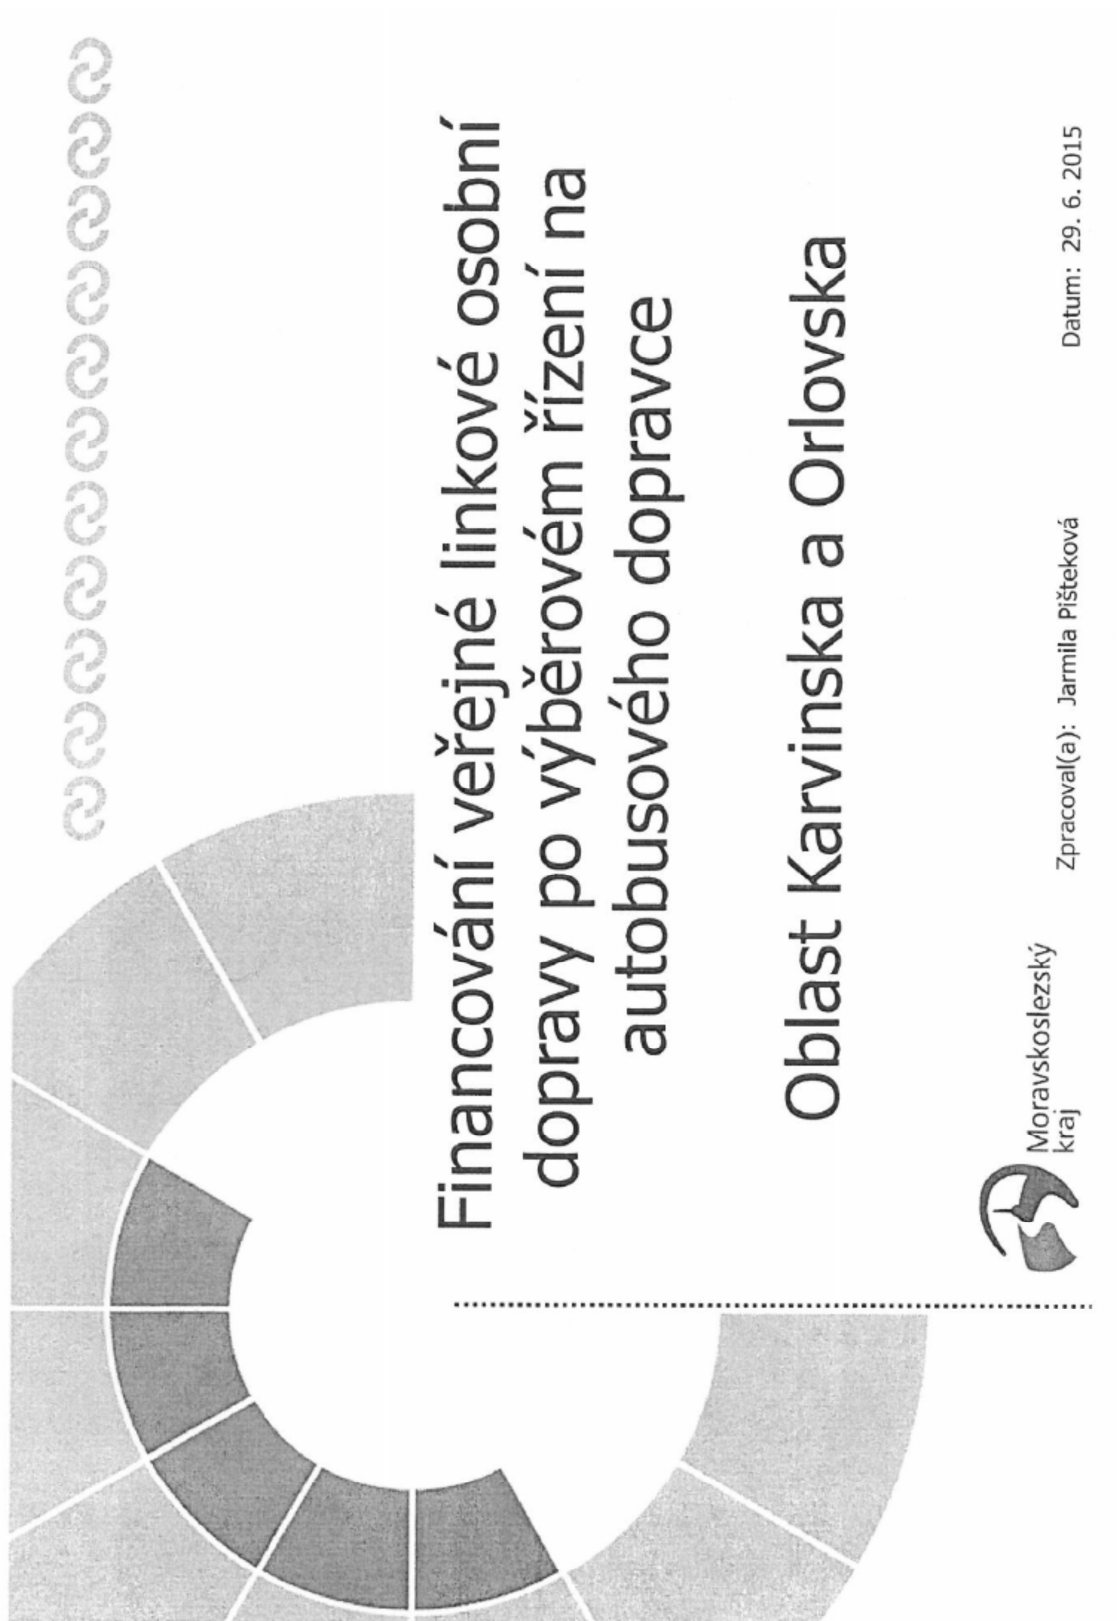 Financování veřejné linkové osobní
dopravy po výběrovém řízení na
autobusového dopravce
Oblast Karvinska a Orlovska
Moravskoslezský
kraj
Zpracoval(a): Jarmila Pišteková
Datum: 29. 6. 2015